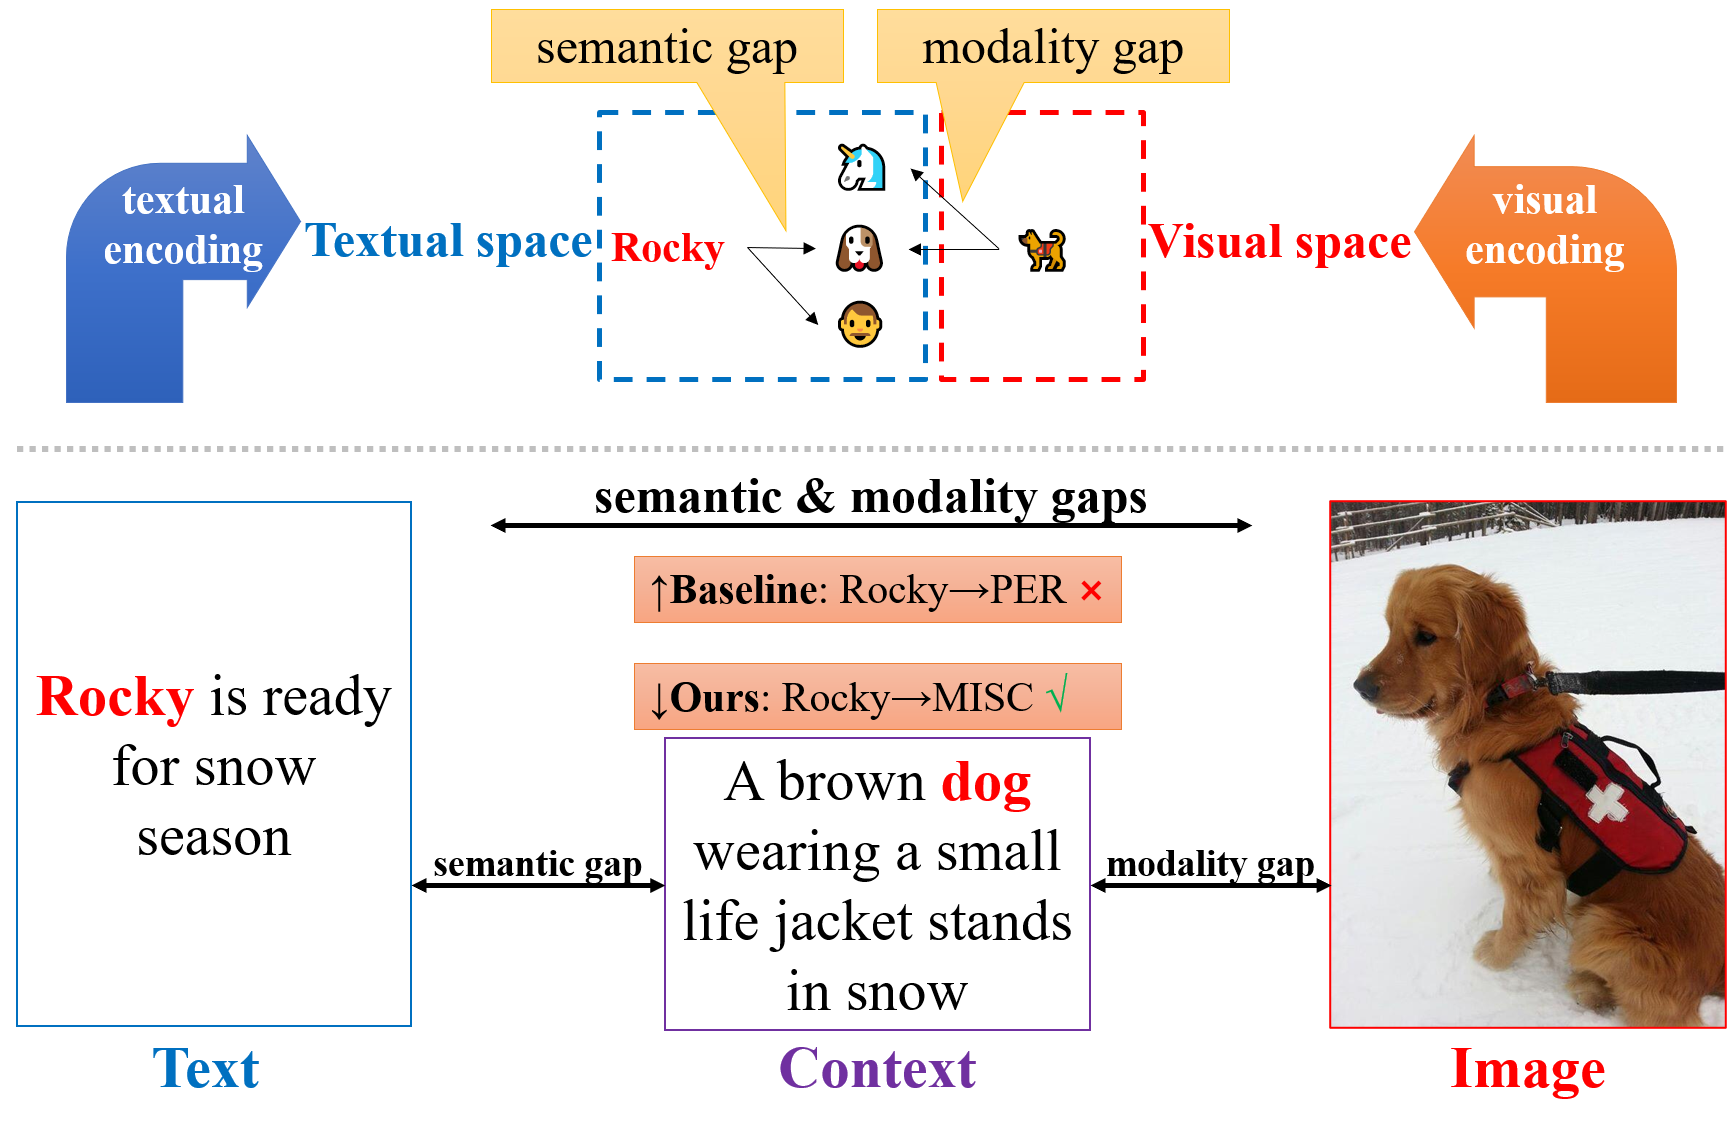 semantic gap
modality gap
textual
encoding
Textual space
Rocky
Visual space
visual
encoding
semantic & modality gaps
↑Baseline: Rocky→PER ×
↓Ours: Rocky→MISC √
Rocky is ready
for snow
season
semantic gap
A brown dog
wearing a small
life jacket stands
in snow
modality gap
Text
Context
Image